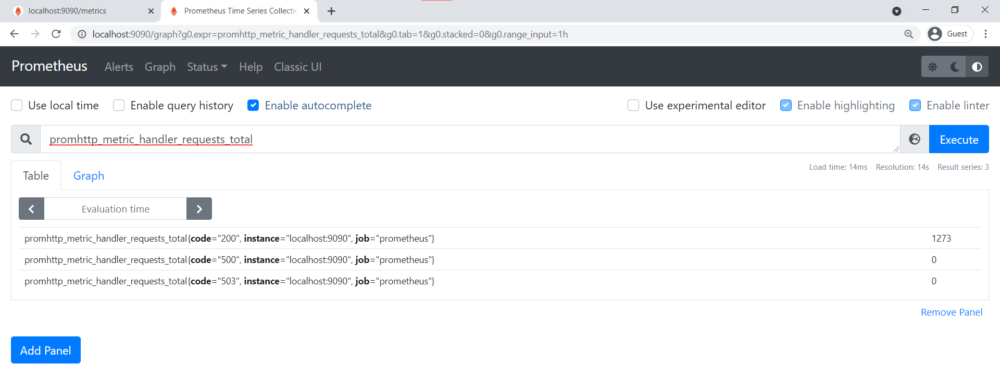 localhost:9090/metrics
Prometheus Time Series Collectio
localhost:9090/graph?g0.expr=promhttp_metric_handler_requests_total&g0.tab=1&g0.stacked=0&g0.range_input=1h
Guest
Prometheus Alerts Graph Status Help Classic UI
Use local time Enable query history Enable autocomplete Use experimental editor Enable highlighting Enable linter
promhttp_metric_handler_requests_total Execute
Load time: 14ms Resolution: 14s Result series: 3
Table Graph
Evaluation time
promhttp_metric_handler_requests_total{code="200", instance="localhost:9090", job="prometheus"} 1273
promhttp_metric_handler_requests_total{code="500", instance="localhost:9090", job="prometheus"} 0
promhttp_metric_handler_requests_total{code="503", instance="localhost:9090", job="prometheus"} 0
Remove Panel
Add Panel